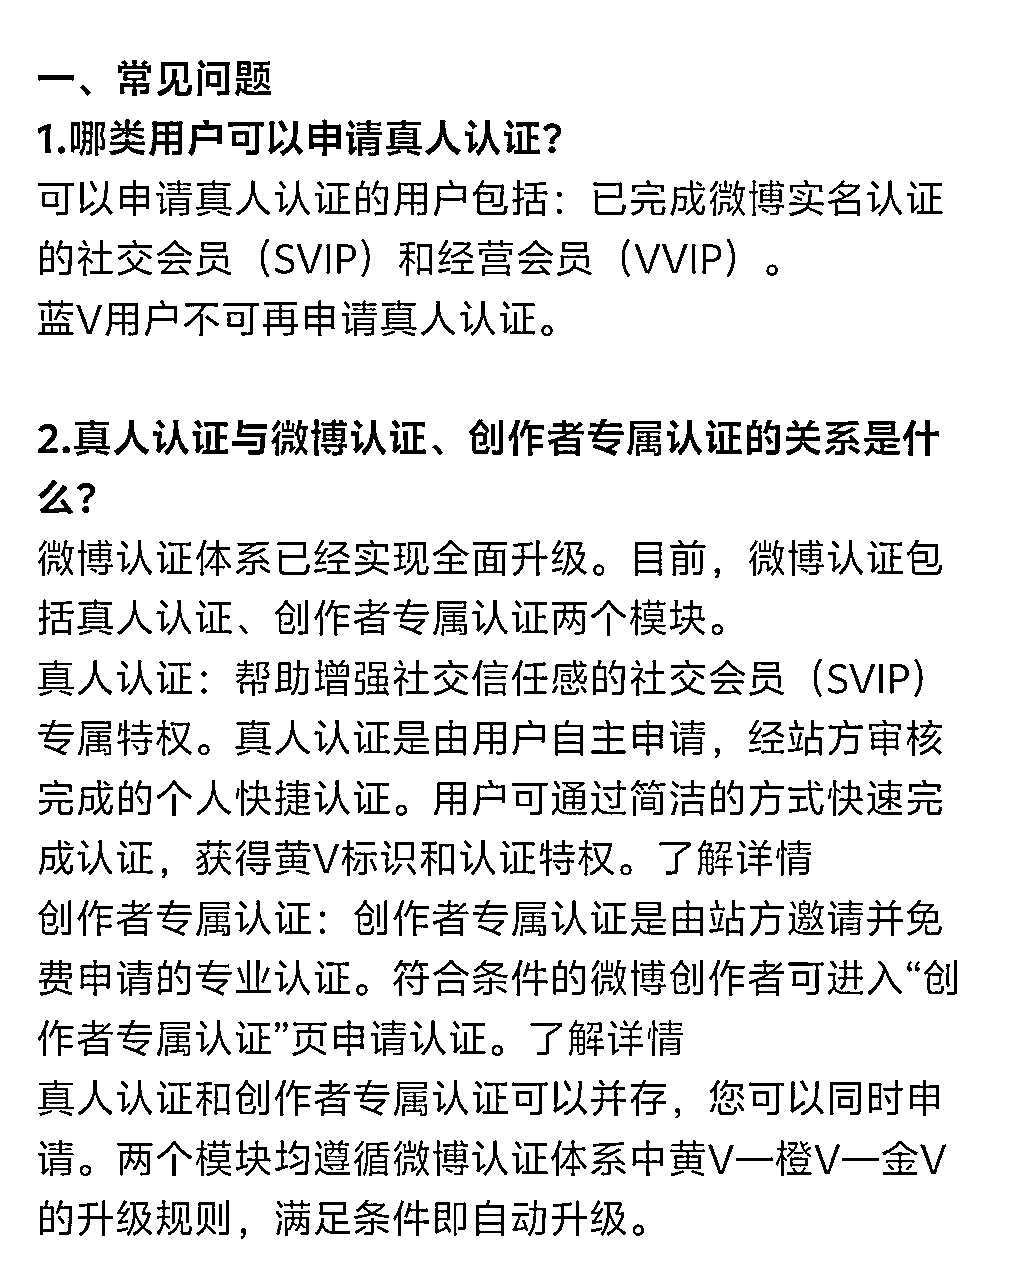 一、常见问题
1.哪类用户可以申请真人认证？
可以申请真人认证的用户包括：已完成微博实名认证
的社交会员（SVIP）和经营会员（VVIP）。
蓝V用户不可再申请真人认证。
2.真人认证与微博认证、创作者专属认证的关系是什
么？
微博认证体系已经实现全面升级。目前，微博认证包
括真人认证、创作者专属认证两个模块。
真人认证：帮助增强社交信任感的社交会员（SVIP）
专属特权。真人认证是由用户自主申请，经站方审核
完成的个人快捷认证。用户可通过简洁的方式快速完
成认证，获得黄V标识和认证特权。了解详情
创作者专属认证：创作者专属认证是由站方邀请并免
费申请的专业认证。符合条件的微博创作者可进入“创
作者专属认证”页申请认证。了解详情
真人认证和创作者专属认证可以并存，您可以同时申
请。两个模块均遵循微博认证体系中黄V—橙V—金V
的升级规则，满足条件即自动升级。